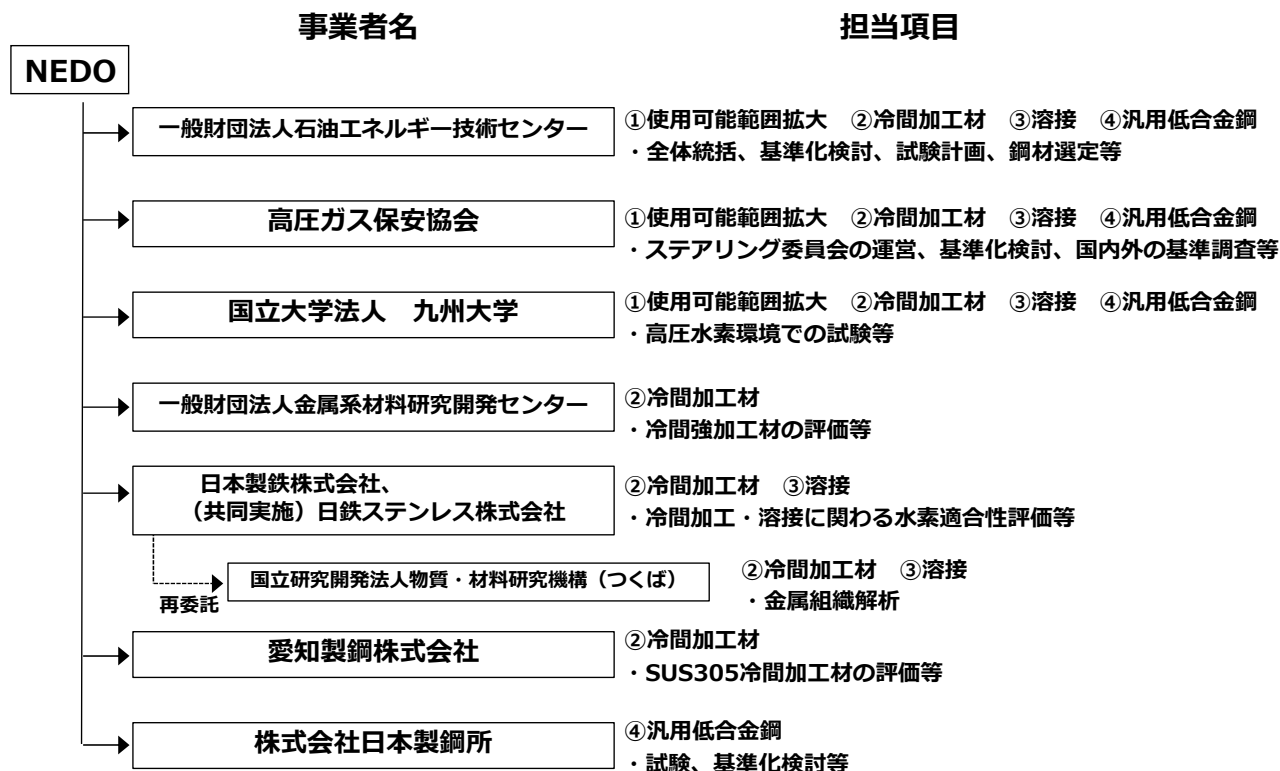 事業者名
担当項目
NEDO
一般財団法人石油エネルギー技術センター
①使用可能範囲拡大　②冷間加工材　③溶接　④汎用低合金鋼
・全体統括、基準化検討、試験計画、鋼材選定等
高圧ガス保安協会
①使用可能範囲拡大　②冷間加工材　③溶接　④汎用低合金鋼
・ステアリング委員会の運営、基準化検討、国内外の基準調査等
国立大学法人　九州大学
①使用可能範囲拡大　②冷間加工材　③溶接　④汎用低合金鋼
・高圧水素環境での試験等
一般財団法人金属系材料研究開発センター
②冷間加工材
・冷間強加工材の評価等
日本製鉄株式会社、
（共同実施）日鉄ステンレス株式会社
②冷間加工材　③溶接
・冷間加工・溶接に関わる水素適合性評価等
再委託
国立研究開発法人物質・材料研究機構（つくば）
②冷間加工材　③溶接
・金属組織解析
愛知製鋼株式会社
②冷間加工材
・SUS305冷間加工材の評価等
株式会社日本製鋼所
④汎用低合金鋼
・試験、基準化検討等